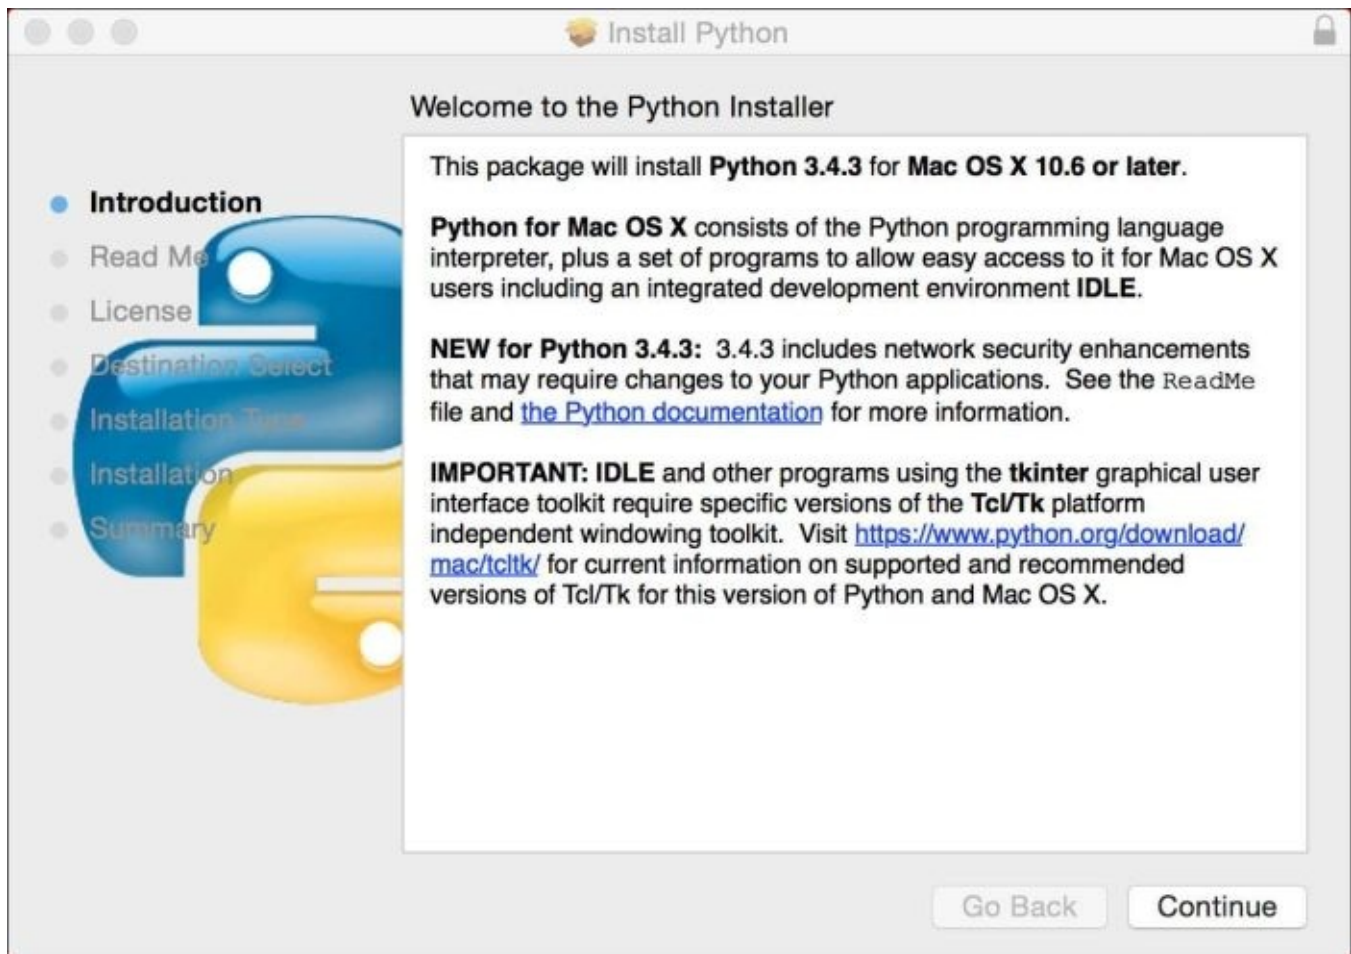 Install Python
Welcome to the Python Installer
Introduction
Read Me
License
Destination Select
Installation Type
Installation
Summary
This package will install Python 3.4.3 for Mac OS X 10.6 or later.
Python for Mac OS X consists of the Python programming language
interpreter, plus a set of programs to allow easy access to it for Mac OS X
users including an integrated development environment IDLE.
NEW for Python 3.4.3:  3.4.3 includes network security enhancements
that may require changes to your Python applications.  See the ReadMe
file and the Python documentation for more information.
IMPORTANT: IDLE and other programs using the tkinter graphical user
interface toolkit require specific versions of the Tcl/Tk platform
independent windowing toolkit.  Visit https://www.python.org/download/
mac/tcltk/ for current information on supported and recommended
versions of Tcl/Tk for this version of Python and Mac OS X.
Go Back
Continue